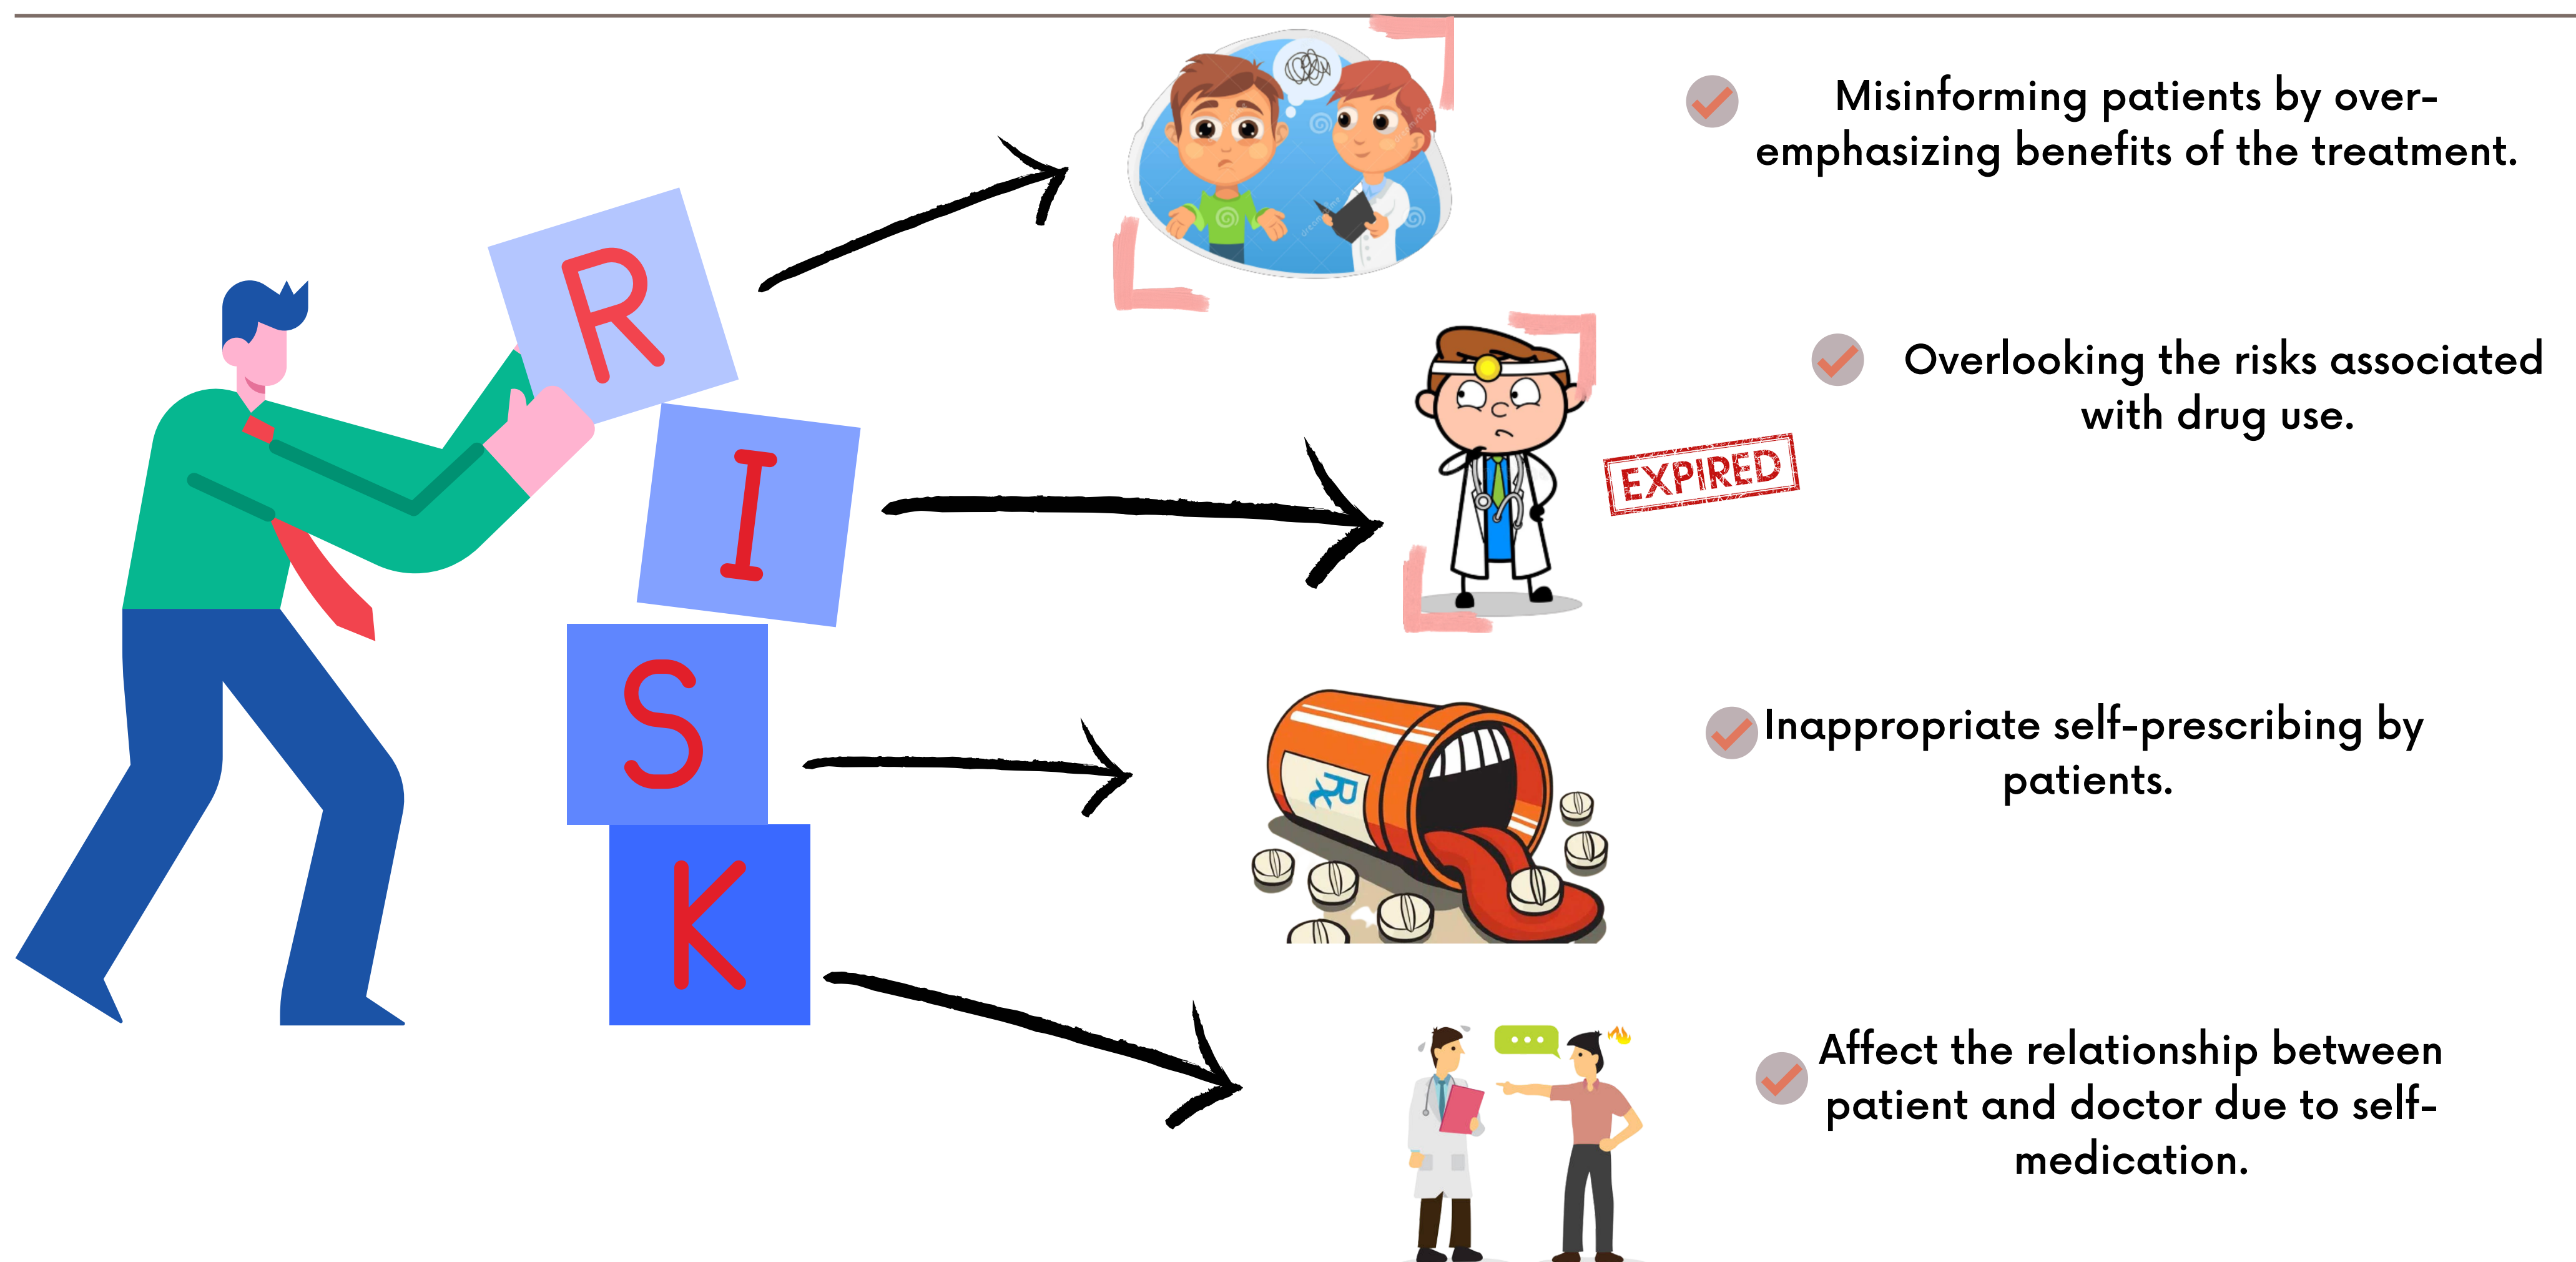 R
I
S
K
Misinforming patients by over-
emphasizing benefits of the treatment.
Overlooking the risks associated
with drug use.
EXPIRED
Rx
Inappropriate self-prescribing by
patients.
Affect the relationship between
patient and doctor due to self-
medication.